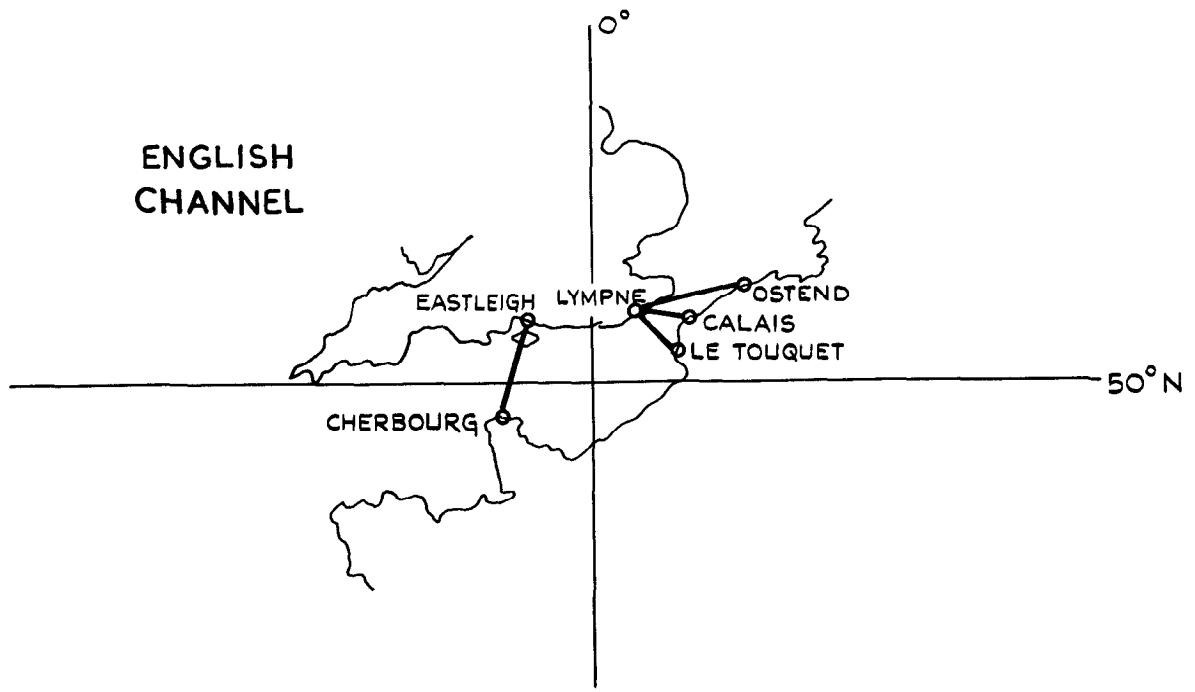 0°
ENGLISH
CHANNEL
EASTLEIGH
LYMPNE
OSTEND
CALAIS
LE TOUQUET
50° N
CHERBOURG